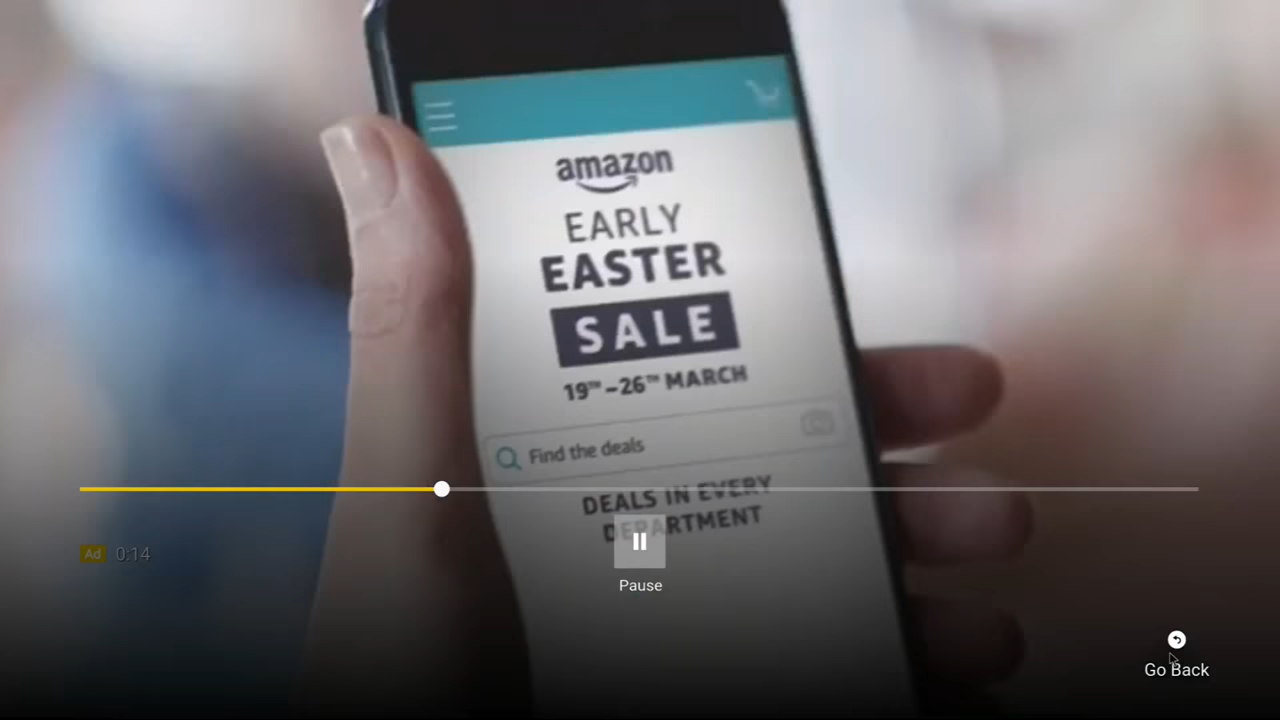 amazon
EARLY
EASTER
SALE
19TH–26TH MARCH
Find the deals
DEALS IN EVERY
DEPARTMENT
Ad 0:14
Pause
Go Back